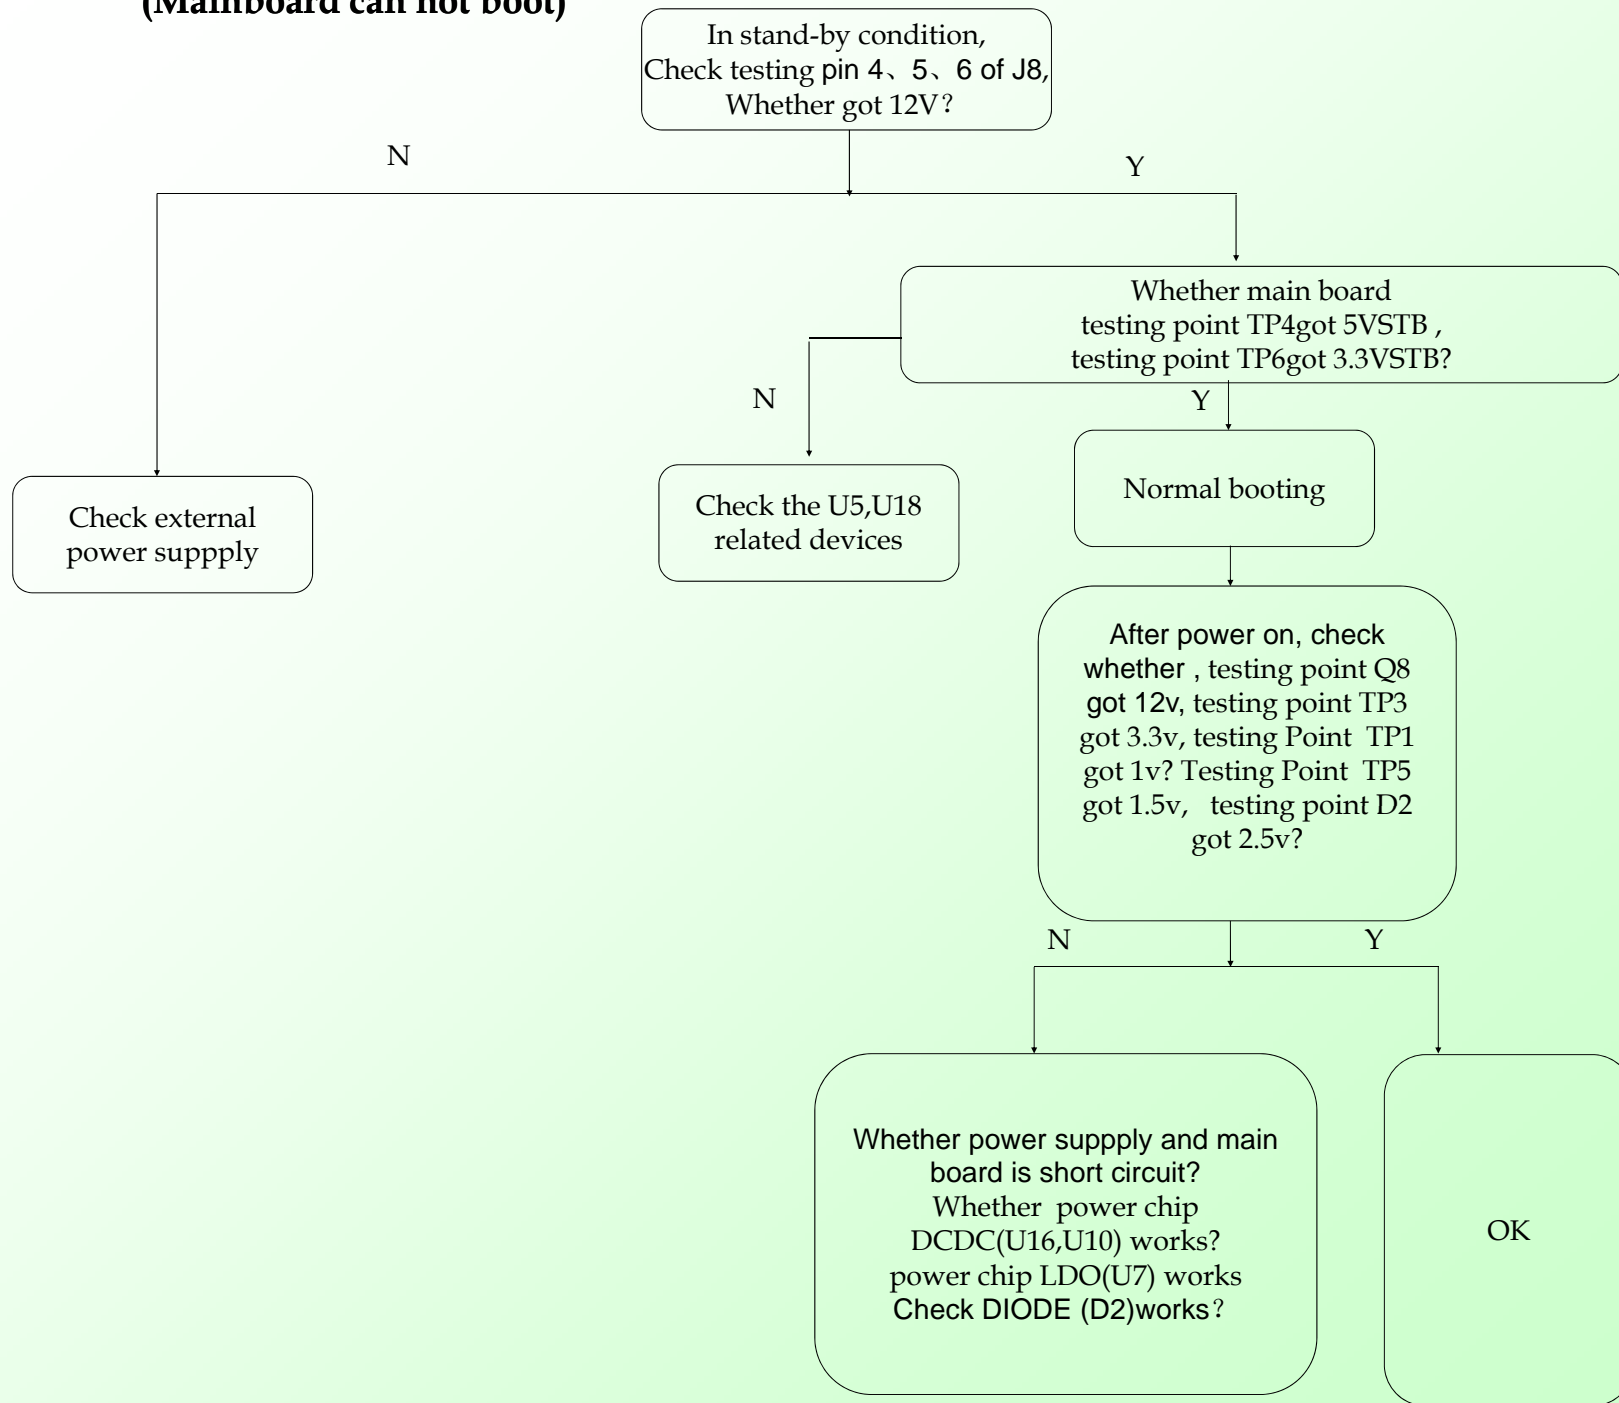 (Mainboard can not boot)
In stand-by condition,
Check testing pin 4、5、6 of J8,
Whether got 12V?
N
Y
Whether main board
testing point TP4got 5VSTB ,
testing point TP6got 3.3VSTB?
N
Y
Check external
power suppply
Check the U5,U18
related devices
Normal booting
After power on, check
whether , testing point Q8
got 12v, testing point TP3
got 3.3v, testing Point TP1
got 1v? Testing Point TP5
got 1.5v, testing point D2
got 2.5v?
N
Y
Whether power suppply and main
board is short circuit?
Whether power chip
DCDC(U16,U10) works?
power chip LDO(U7) works
Check DIODE (D2)works?
OK